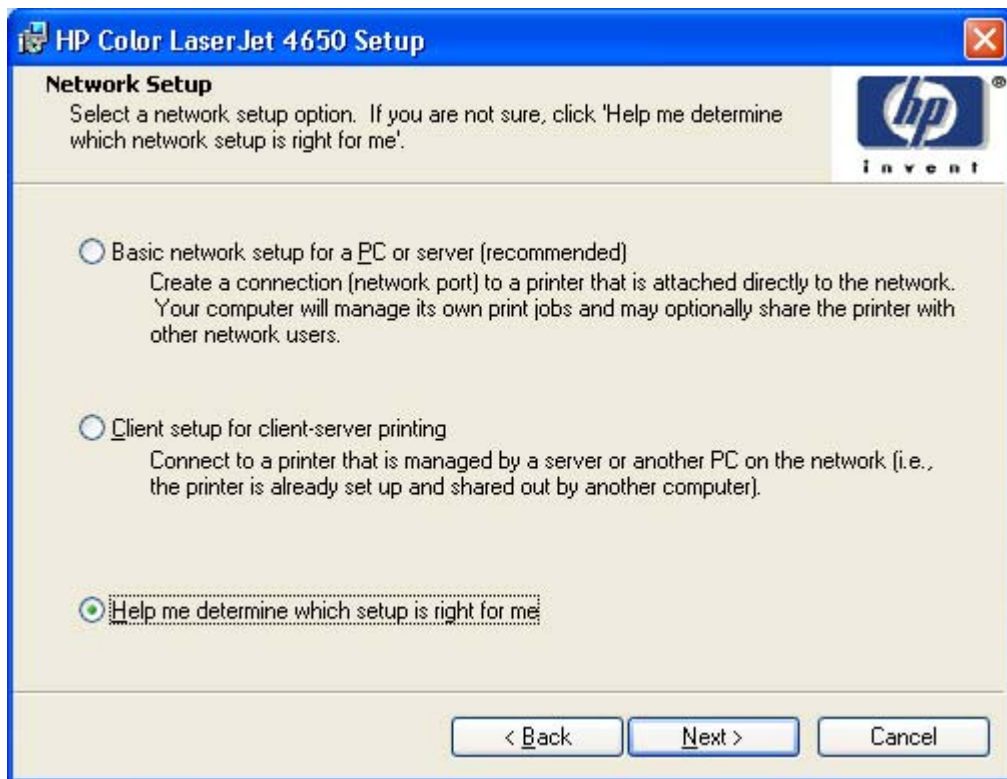 HP Color LaserJet 4650 Setup
Network Setup
Select a network setup option. If you are not sure, click 'Help me determine
which network setup is right for me'.
hp
®
invent
Basic network setup for a PC or server (recommended)
Create a connection (network port) to a printer that is attached directly to the network.
Your computer will manage its own print jobs and may optionally share the printer with
other network users.
Client setup for client-server printing
Connect to a printer that is managed by a server or another PC on the network (i.e.,
the printer is already set up and shared out by another computer).
Help me determine which setup is right for me
< Back
Next >
Cancel